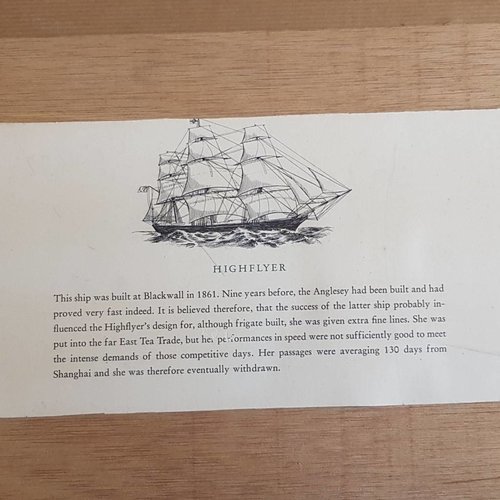 HIGHFLYER
This ship was built at Blackwall in 1861. Nine years before, the Anglesey had been built and had
proved very fast indeed. It is believed therefore, that the success of the latter ship probably in-
fluenced the Highflyer's design for, although frigate built, she was given extra fine lines. She was
put into the far East Tea Trade, but her performances in speed were not sufficiently good to meet
the intense demands of those competitive days. Her passages were averaging 130 days from
Shanghai and she was therefore eventually withdrawn.